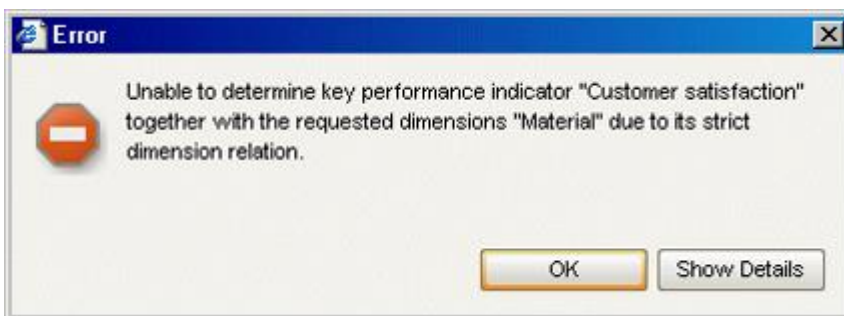 Error
Unable to determine key performance indicator "Customer satisfaction"
together with the requested dimensions "Material" due to its strict
dimension relation.
OK
Show Details